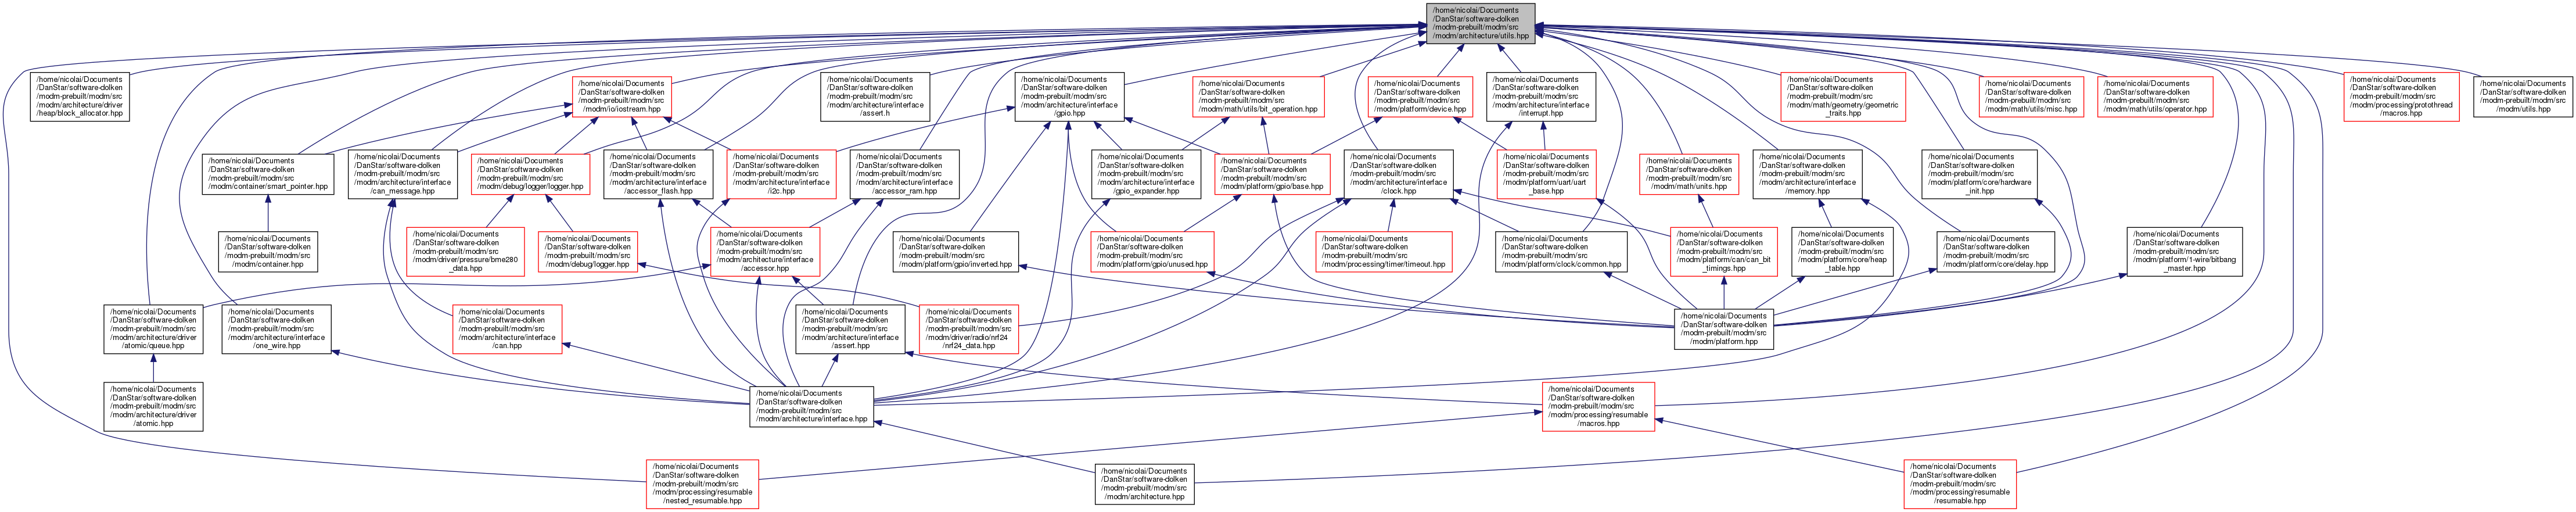 /home/nicolai/Documents
/DanStar/software-dolken
/modm-prebuilt/modm/src
/modm/architecture/utils.hpp
/home/nicolai/Documents
/DanStar/software-dolken
/modm-prebuilt/modm/src
/modm/architecture/driver
/heap/block_allocator.hpp
/home/nicolai/Documents
/DanStar/software-dolken
/modm-prebuilt/modm/src
/modm/io/iostream.hpp
/home/nicolai/Documents
/DanStar/software-dolken
/modm-prebuilt/modm/src
/modm/architecture/interface
/assert.h
/home/nicolai/Documents
/DanStar/software-dolken
/modm-prebuilt/modm/src
/modm/architecture/interface
/gpio.hpp
/home/nicolai/Documents
/DanStar/software-dolken
/modm-prebuilt/modm/src
/modm/math/utils/bit_operation.hpp
/home/nicolai/Documents
/DanStar/software-dolken
/modm-prebuilt/modm/src
/modm/platform/device.hpp
/home/nicolai/Documents
/DanStar/software-dolken
/modm-prebuilt/modm/src
/modm/architecture/interface
/interrupt.hpp
/home/nicolai/Documents
/DanStar/software-dolken
/modm-prebuilt/modm/src
/modm/math/geometry/geometric
_traits.hpp
/home/nicolai/Documents
/DanStar/software-dolken
/modm-prebuilt/modm/src
/modm/math/utils/misc.hpp
/home/nicolai/Documents
/DanStar/software-dolken
/modm-prebuilt/modm/src
/modm/math/utils/operator.hpp
/home/nicolai/Documents
/DanStar/software-dolken
/modm-prebuilt/modm/src
/modm/processing/protothread
/macros.hpp
/home/nicolai/Documents
/DanStar/software-dolken
/modm-prebuilt/modm/src
/modm/utils.hpp
/home/nicolai/Documents
/DanStar/software-dolken
/modm-prebuilt/modm/src
/modm/container/smart_pointer.hpp
/home/nicolai/Documents
/DanStar/software-dolken
/modm-prebuilt/modm/src
/modm/architecture/interface
/can_message.hpp
/home/nicolai/Documents
/DanStar/software-dolken
/modm-prebuilt/modm/src
/modm/debug/logger/logger.hpp
/home/nicolai/Documents
/DanStar/software-dolken
/modm-prebuilt/modm/src
/modm/architecture/interface
/accessor_flash.hpp
/home/nicolai/Documents
/DanStar/software-dolken
/modm-prebuilt/modm/src
/modm/architecture/interface
/i2c.hpp
/home/nicolai/Documents
/DanStar/software-dolken
/modm-prebuilt/modm/src
/modm/architecture/interface
/accessor_ram.hpp
/home/nicolai/Documents
/DanStar/software-dolken
/modm-prebuilt/modm/src
/modm/architecture/interface
/gpio_expander.hpp
/home/nicolai/Documents
/DanStar/software-dolken
/modm-prebuilt/modm/src
/modm/platform/gpio/base.hpp
/home/nicolai/Documents
/DanStar/software-dolken
/modm-prebuilt/modm/src
/modm/architecture/interface
/clock.hpp
/home/nicolai/Documents
/DanStar/software-dolken
/modm-prebuilt/modm/src
/modm/platform/uart/uart
_base.hpp
/home/nicolai/Documents
/DanStar/software-dolken
/modm-prebuilt/modm/src
/modm/math/units.hpp
/home/nicolai/Documents
/DanStar/software-dolken
/modm-prebuilt/modm/src
/modm/architecture/interface
/memory.hpp
/home/nicolai/Documents
/DanStar/software-dolken
/modm-prebuilt/modm/src
/modm/platform/core/hardware
_init.hpp
/home/nicolai/Documents
/DanStar/software-dolken
/modm-prebuilt/modm/src
/modm/container.hpp
/home/nicolai/Documents
/DanStar/software-dolken
/modm-prebuilt/modm/src
/modm/driver/pressure/bme280
_data.hpp
/home/nicolai/Documents
/DanStar/software-dolken
/modm-prebuilt/modm/src
/modm/debug/logger.hpp
/home/nicolai/Documents
/DanStar/software-dolken
/modm-prebuilt/modm/src
/modm/architecture/interface
/accessor.hpp
/home/nicolai/Documents
/DanStar/software-dolken
/modm-prebuilt/modm/src
/modm/platform/gpio/inverted.hpp
/home/nicolai/Documents
/DanStar/software-dolken
/modm-prebuilt/modm/src
/modm/platform/gpio/unused.hpp
/home/nicolai/Documents
/DanStar/software-dolken
/modm-prebuilt/modm/src
/modm/processing/timer/timeout.hpp
/home/nicolai/Documents
/DanStar/software-dolken
/modm-prebuilt/modm/src
/modm/platform/clock/common.hpp
/home/nicolai/Documents
/DanStar/software-dolken
/modm-prebuilt/modm/src
/modm/platform/can/can_bit
_timings.hpp
/home/nicolai/Documents
/DanStar/software-dolken
/modm-prebuilt/modm/src
/modm/platform/core/heap
_table.hpp
/home/nicolai/Documents
/DanStar/software-dolken
/modm-prebuilt/modm/src
/modm/platform/core/delay.hpp
/home/nicolai/Documents
/DanStar/software-dolken
/modm-prebuilt/modm/src
/modm/platform/1-wire/bitbang
_master.hpp
/home/nicolai/Documents
/DanStar/software-dolken
/modm-prebuilt/modm/src
/modm/architecture/driver
/atomic/queue.hpp
/home/nicolai/Documents
/DanStar/software-dolken
/modm-prebuilt/modm/src
/modm/architecture/interface
/one_wire.hpp
/home/nicolai/Documents
/DanStar/software-dolken
/modm-prebuilt/modm/src
/modm/architecture/interface
/can.hpp
/home/nicolai/Documents
/DanStar/software-dolken
/modm-prebuilt/modm/src
/modm/architecture/interface
/assert.hpp
/home/nicolai/Documents
/DanStar/software-dolken
/modm-prebuilt/modm/src
/modm/driver/radio/nrf24
/nrf24_data.hpp
/home/nicolai/Documents
/DanStar/software-dolken
/modm-prebuilt/modm/src
/modm/platform.hpp
/home/nicolai/Documents
/DanStar/software-dolken
/modm-prebuilt/modm/src
/modm/architecture/driver
/atomic.hpp
/home/nicolai/Documents
/DanStar/software-dolken
/modm-prebuilt/modm/src
/modm/architecture/interface.hpp
/home/nicolai/Documents
/DanStar/software-dolken
/modm-prebuilt/modm/src
/modm/processing/resumable
/macros.hpp
/home/nicolai/Documents
/DanStar/software-dolken
/modm-prebuilt/modm/src
/modm/processing/resumable
/nested_resumable.hpp
/home/nicolai/Documents
/DanStar/software-dolken
/modm-prebuilt/modm/src
/modm/architecture.hpp
/home/nicolai/Documents
/DanStar/software-dolken
/modm-prebuilt/modm/src
/modm/processing/resumable
/resumable.hpp